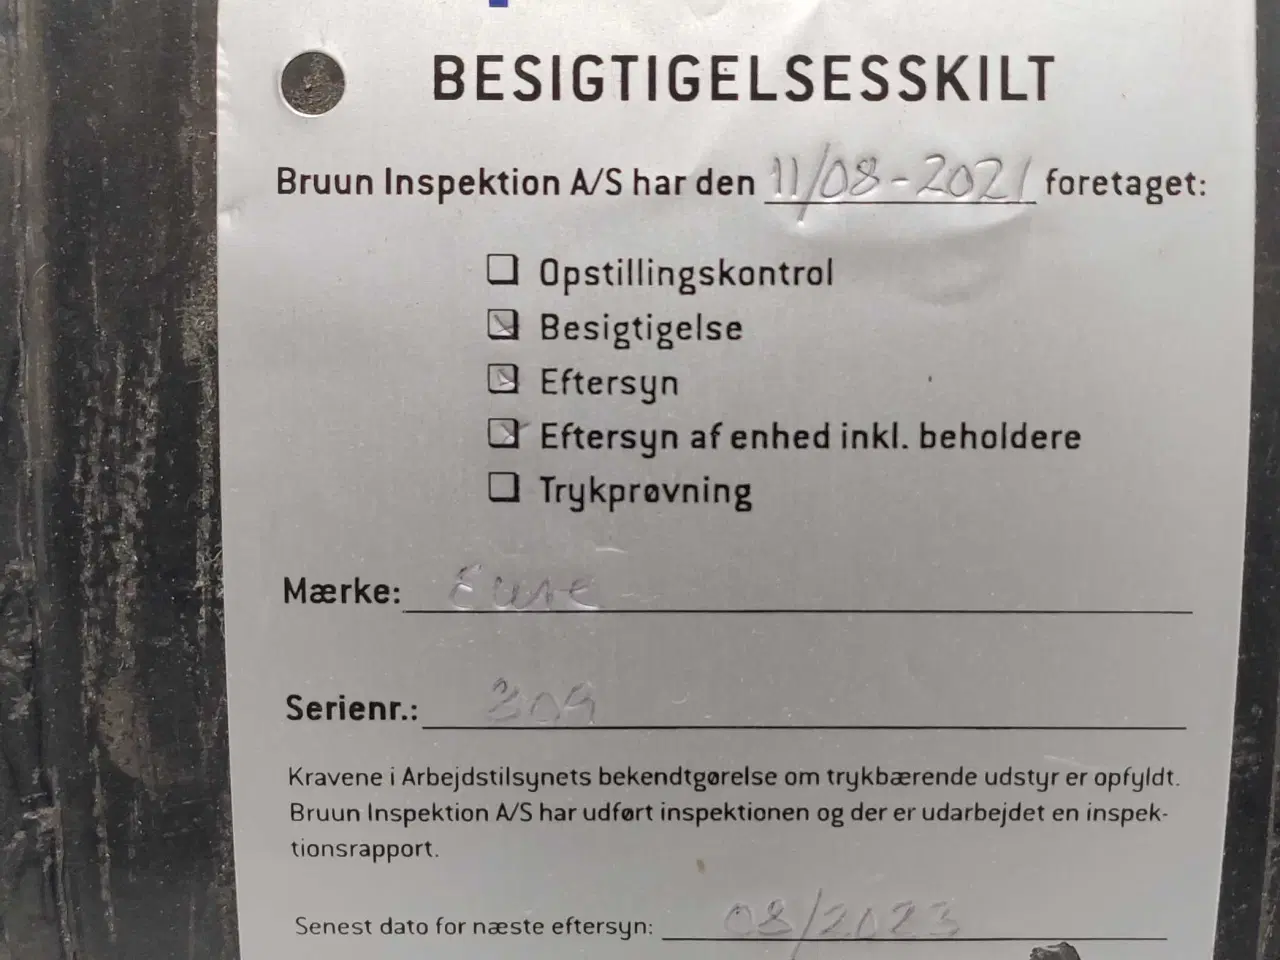 BESIGTIGELSESSKILT
Bruun Inspektion A/S har den 11/08-2021 foretaget:
Opstillingskontrol
Besigtigelse
Eftersyn
Eftersyn af enhed inkl. beholdere
Trykprøvning
Mærke:
Serienr.: 309
Kravene i Arbejdstilsynets bekendtgørelse om trykbærende udstyr er opfyldt.
Bruun Inspektion A/S har udført inspektionen og der er udarbejdet en inspek-
tionsrapport.
Senest dato for næste eftersyn: 08/2023